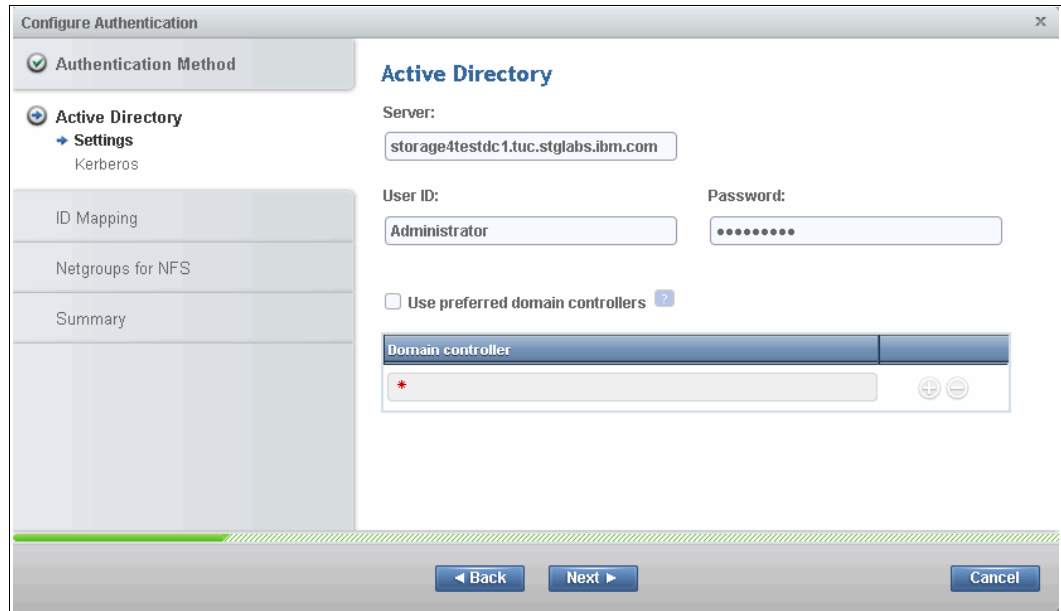 Configure Authentication
x
Authentication Method
Active Directory
Settings
Kerberos
ID Mapping
Netgroups for NFS
Summary
Active Directory
Server:
storage4testdc1.tuc.stglabs.ibm.com
User ID:
Password:
Administrator
•••••••••
Use preferred domain controllers ?
Domain controller
*
Back
Next
Cancel